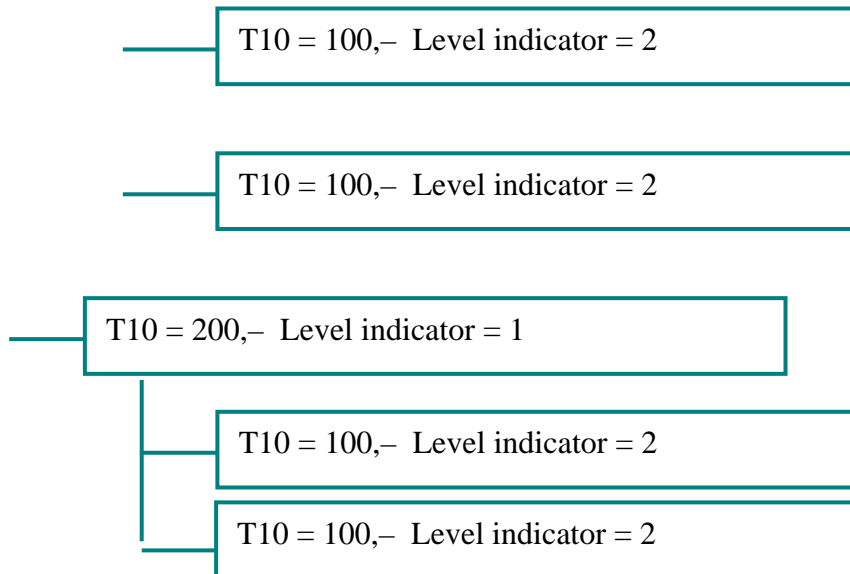 T10 = 100,–  Level indicator = 2
T10 = 100,–  Level indicator = 2
T10 = 200,–  Level indicator = 1
T10 = 100,–  Level indicator = 2
T10 = 100,–  Level indicator = 2